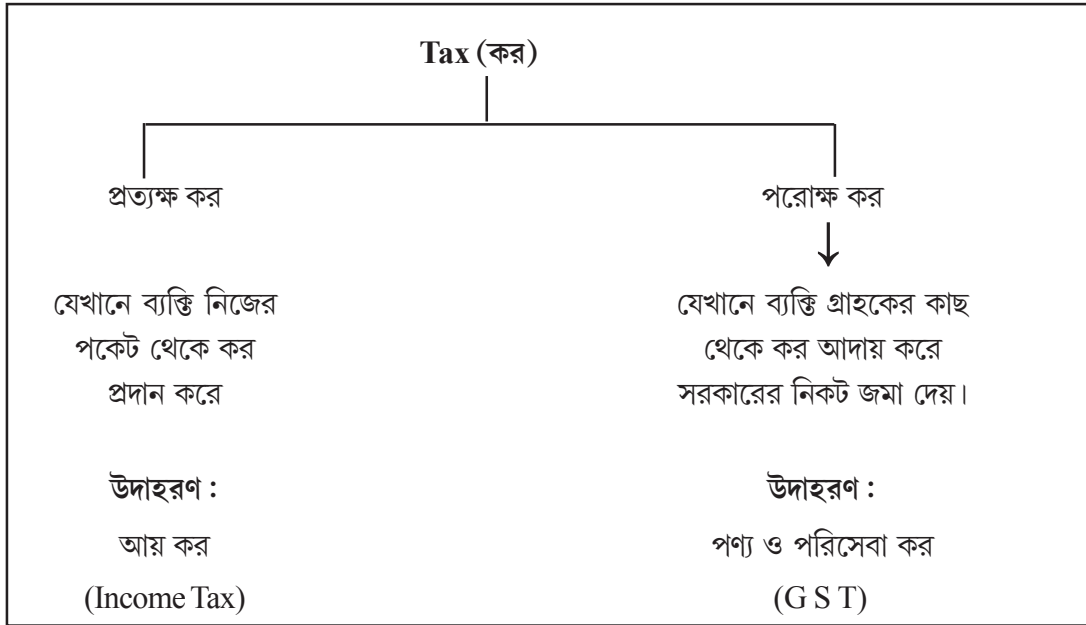 Tax (কর)
প্রত্যক্ষ কর
যেখানে ব্যক্তি নিজের
পকেট থেকে কর
প্রদান করে
উদাহরণ :
আয় কর
(Income Tax)
পরোক্ষ কর
যেখানে ব্যক্তি গ্রাহকের কাছ
থেকে কর আদায় করে
সরকারের নিকট জমা দেয়।
উদাহরণ :
পণ্য ও পরিসেবা কর
(G S T)